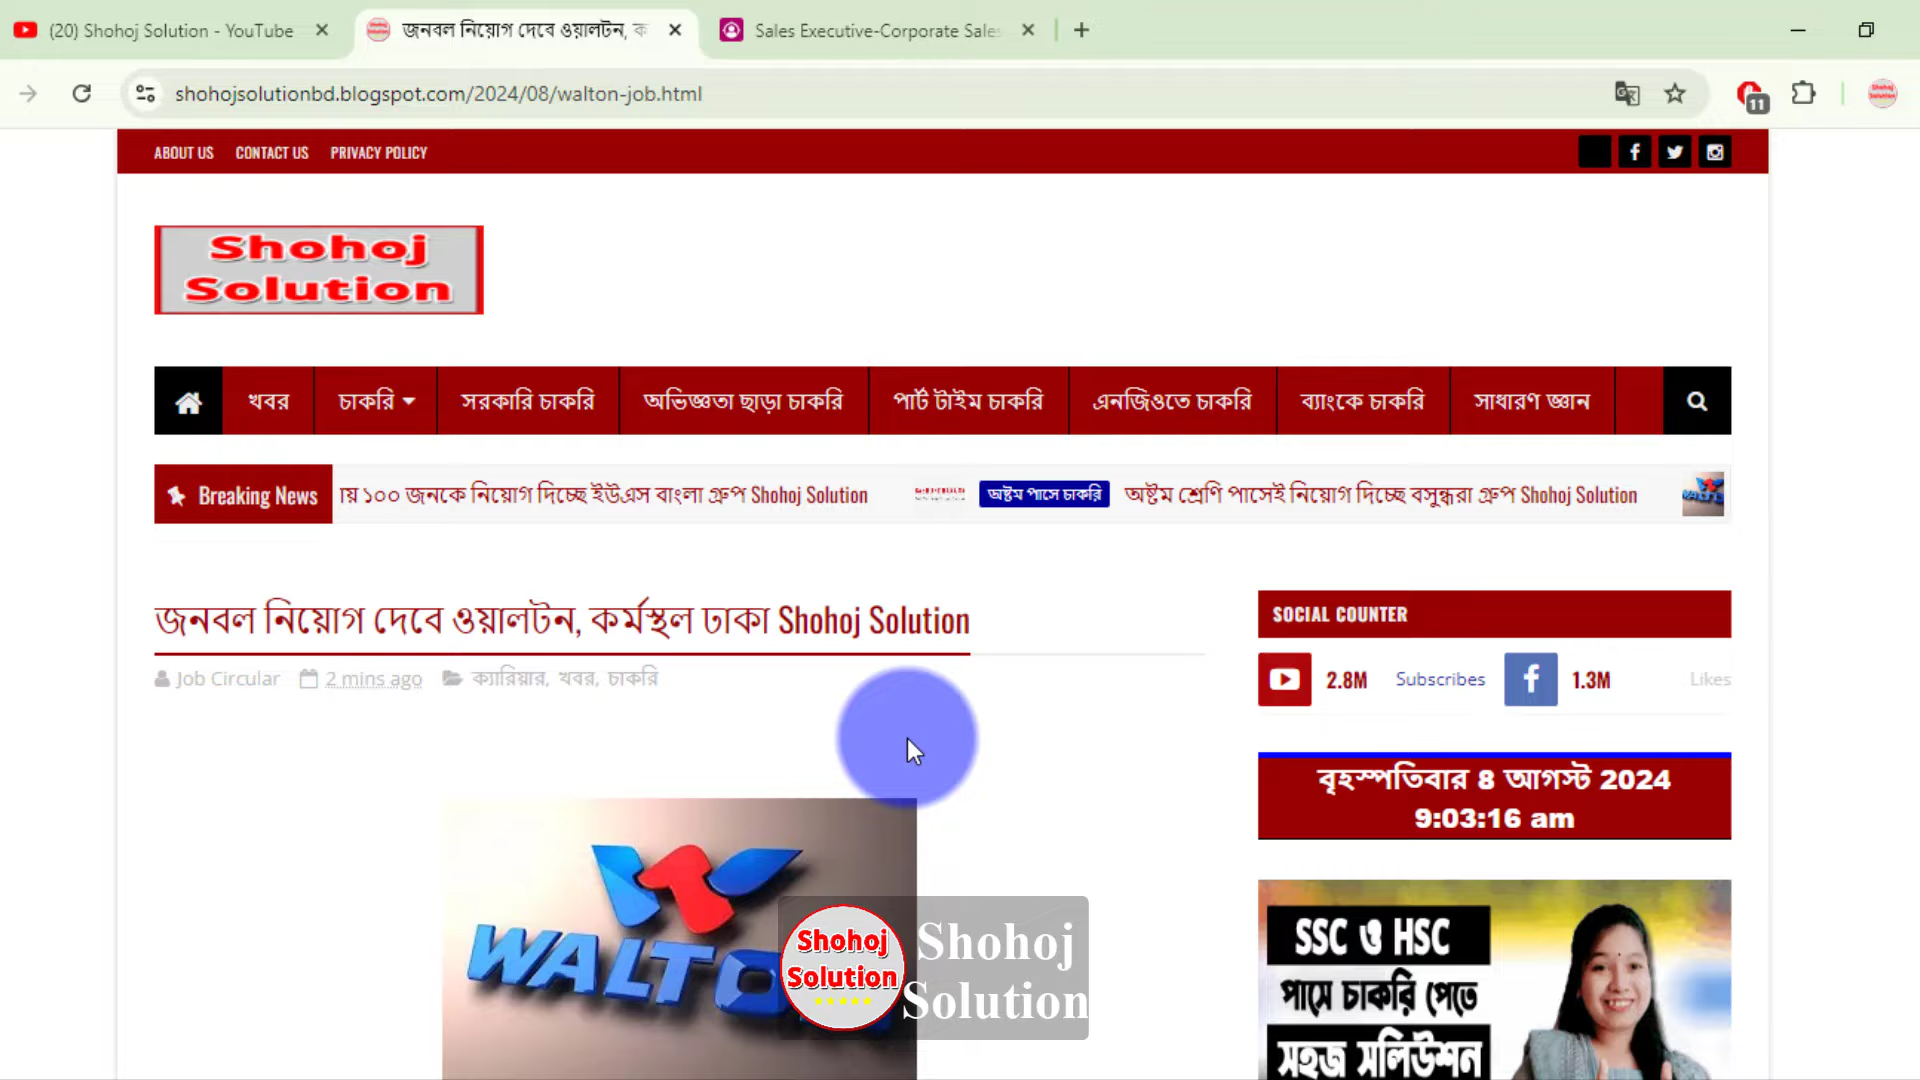 (20) Shohoj Solution - YouTube
জনবল নিয়োগ দেবে ওয়ালটন, ক
Sales Executive-Corporate Sales
shohojsolutionbd.blogspot.com/2024/08/walton-job.html
11
ABOUT US CONTACT US PRIVACY POLICY
Shohoj
Solution
খবর চাকরি সরকারি চাকরি অভিজ্ঞতা ছাড়া চাকরি পার্ট টাইম চাকরি এনজিওতে চাকরি ব্যাংকে চাকরি সাধারণ জ্ঞান
Breaking News য় ১০০ জনকে নিয়োগ দিচ্ছে ইউএস বাংলা গ্রুপ Shohoj Solution অষ্টম পাসে চাকরি অষ্টম শ্রেণি পাসেই নিয়োগ দিচ্ছে বসুন্ধরা গ্রুপ Shohoj Solution
জনবল নিয়োগ দেবে ওয়ালটন, কর্মস্থল ঢাকা Shohoj Solution
Job Circular 2 mins ago ক্যারিয়ার, খবর, চাকরি
SOCIAL COUNTER
2.8M Subscribes 1.3M Likes
বৃহস্পতিবার 8 আগস্ট 2024
9:03:16 am
WALTO
Shohoj
Solution
Shohoj
Solution
SSC ও HSC
পাসে চাকরি পেতে
সহজ সলিউশন